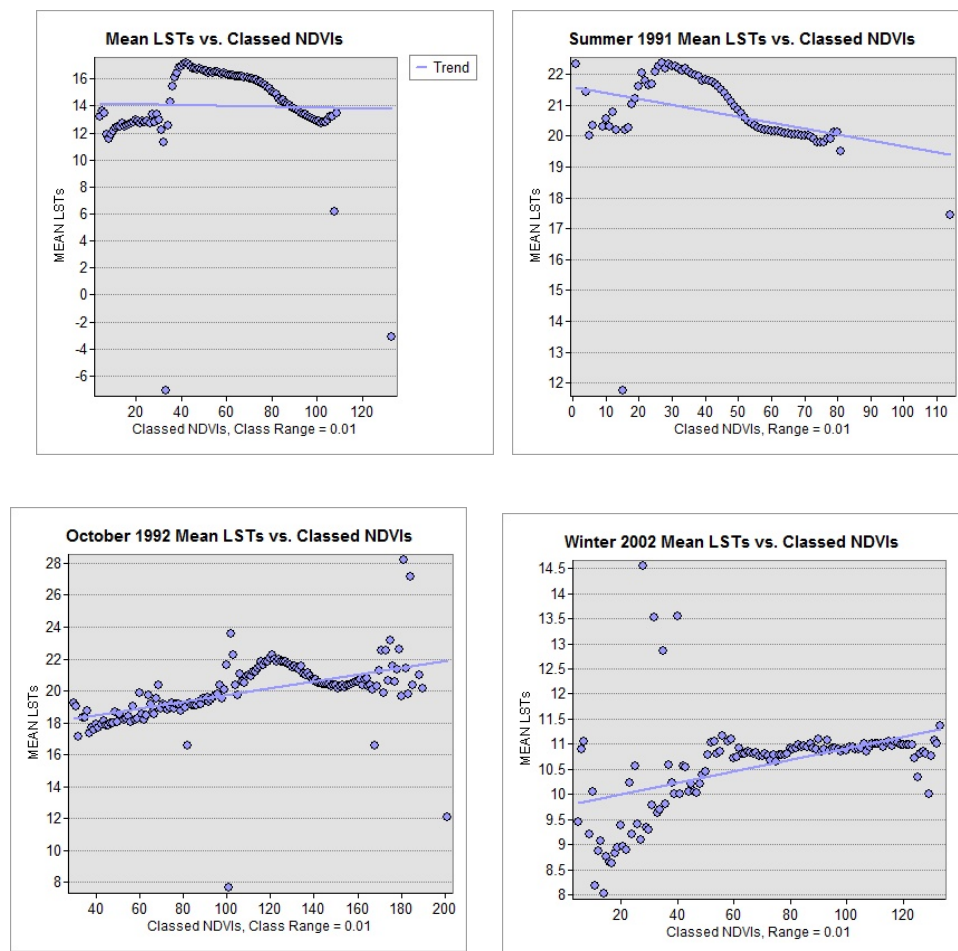 Mean LSTs vs. Classed NDVIs
Trend
MEAN LSTs
16
14
12
10
8
6
4
2
0
-2
-4
-6
20 40 60 80 100 120
Classed NDVIs, Class Range = 0.01
Summer 1991 Mean LSTs vs. Classed NDVIs
MEAN LSTs
22
21
20
19
18
17
16
15
14
13
12
0 10 20 30 40 50 60 70 80 90 100 110
Clased NDVIs, Range = 0.01
October 1992 Mean LSTs vs. Classed NDVIs
MEAN LSTs
28
26
24
22
20
18
16
14
12
10
8
40 60 80 100 120 140 160 180 200
Classed NDVIs, Range = 0.01
Winter 2002 Mean LSTs vs. Classed NDVIs
MEAN LSTs
14.5
14
13.5
13
12.5
12
11.5
11
10.5
10
9.5
9
8.5
8
20 40 60 80 100 120
Classed NDVIs, Range = 0.01